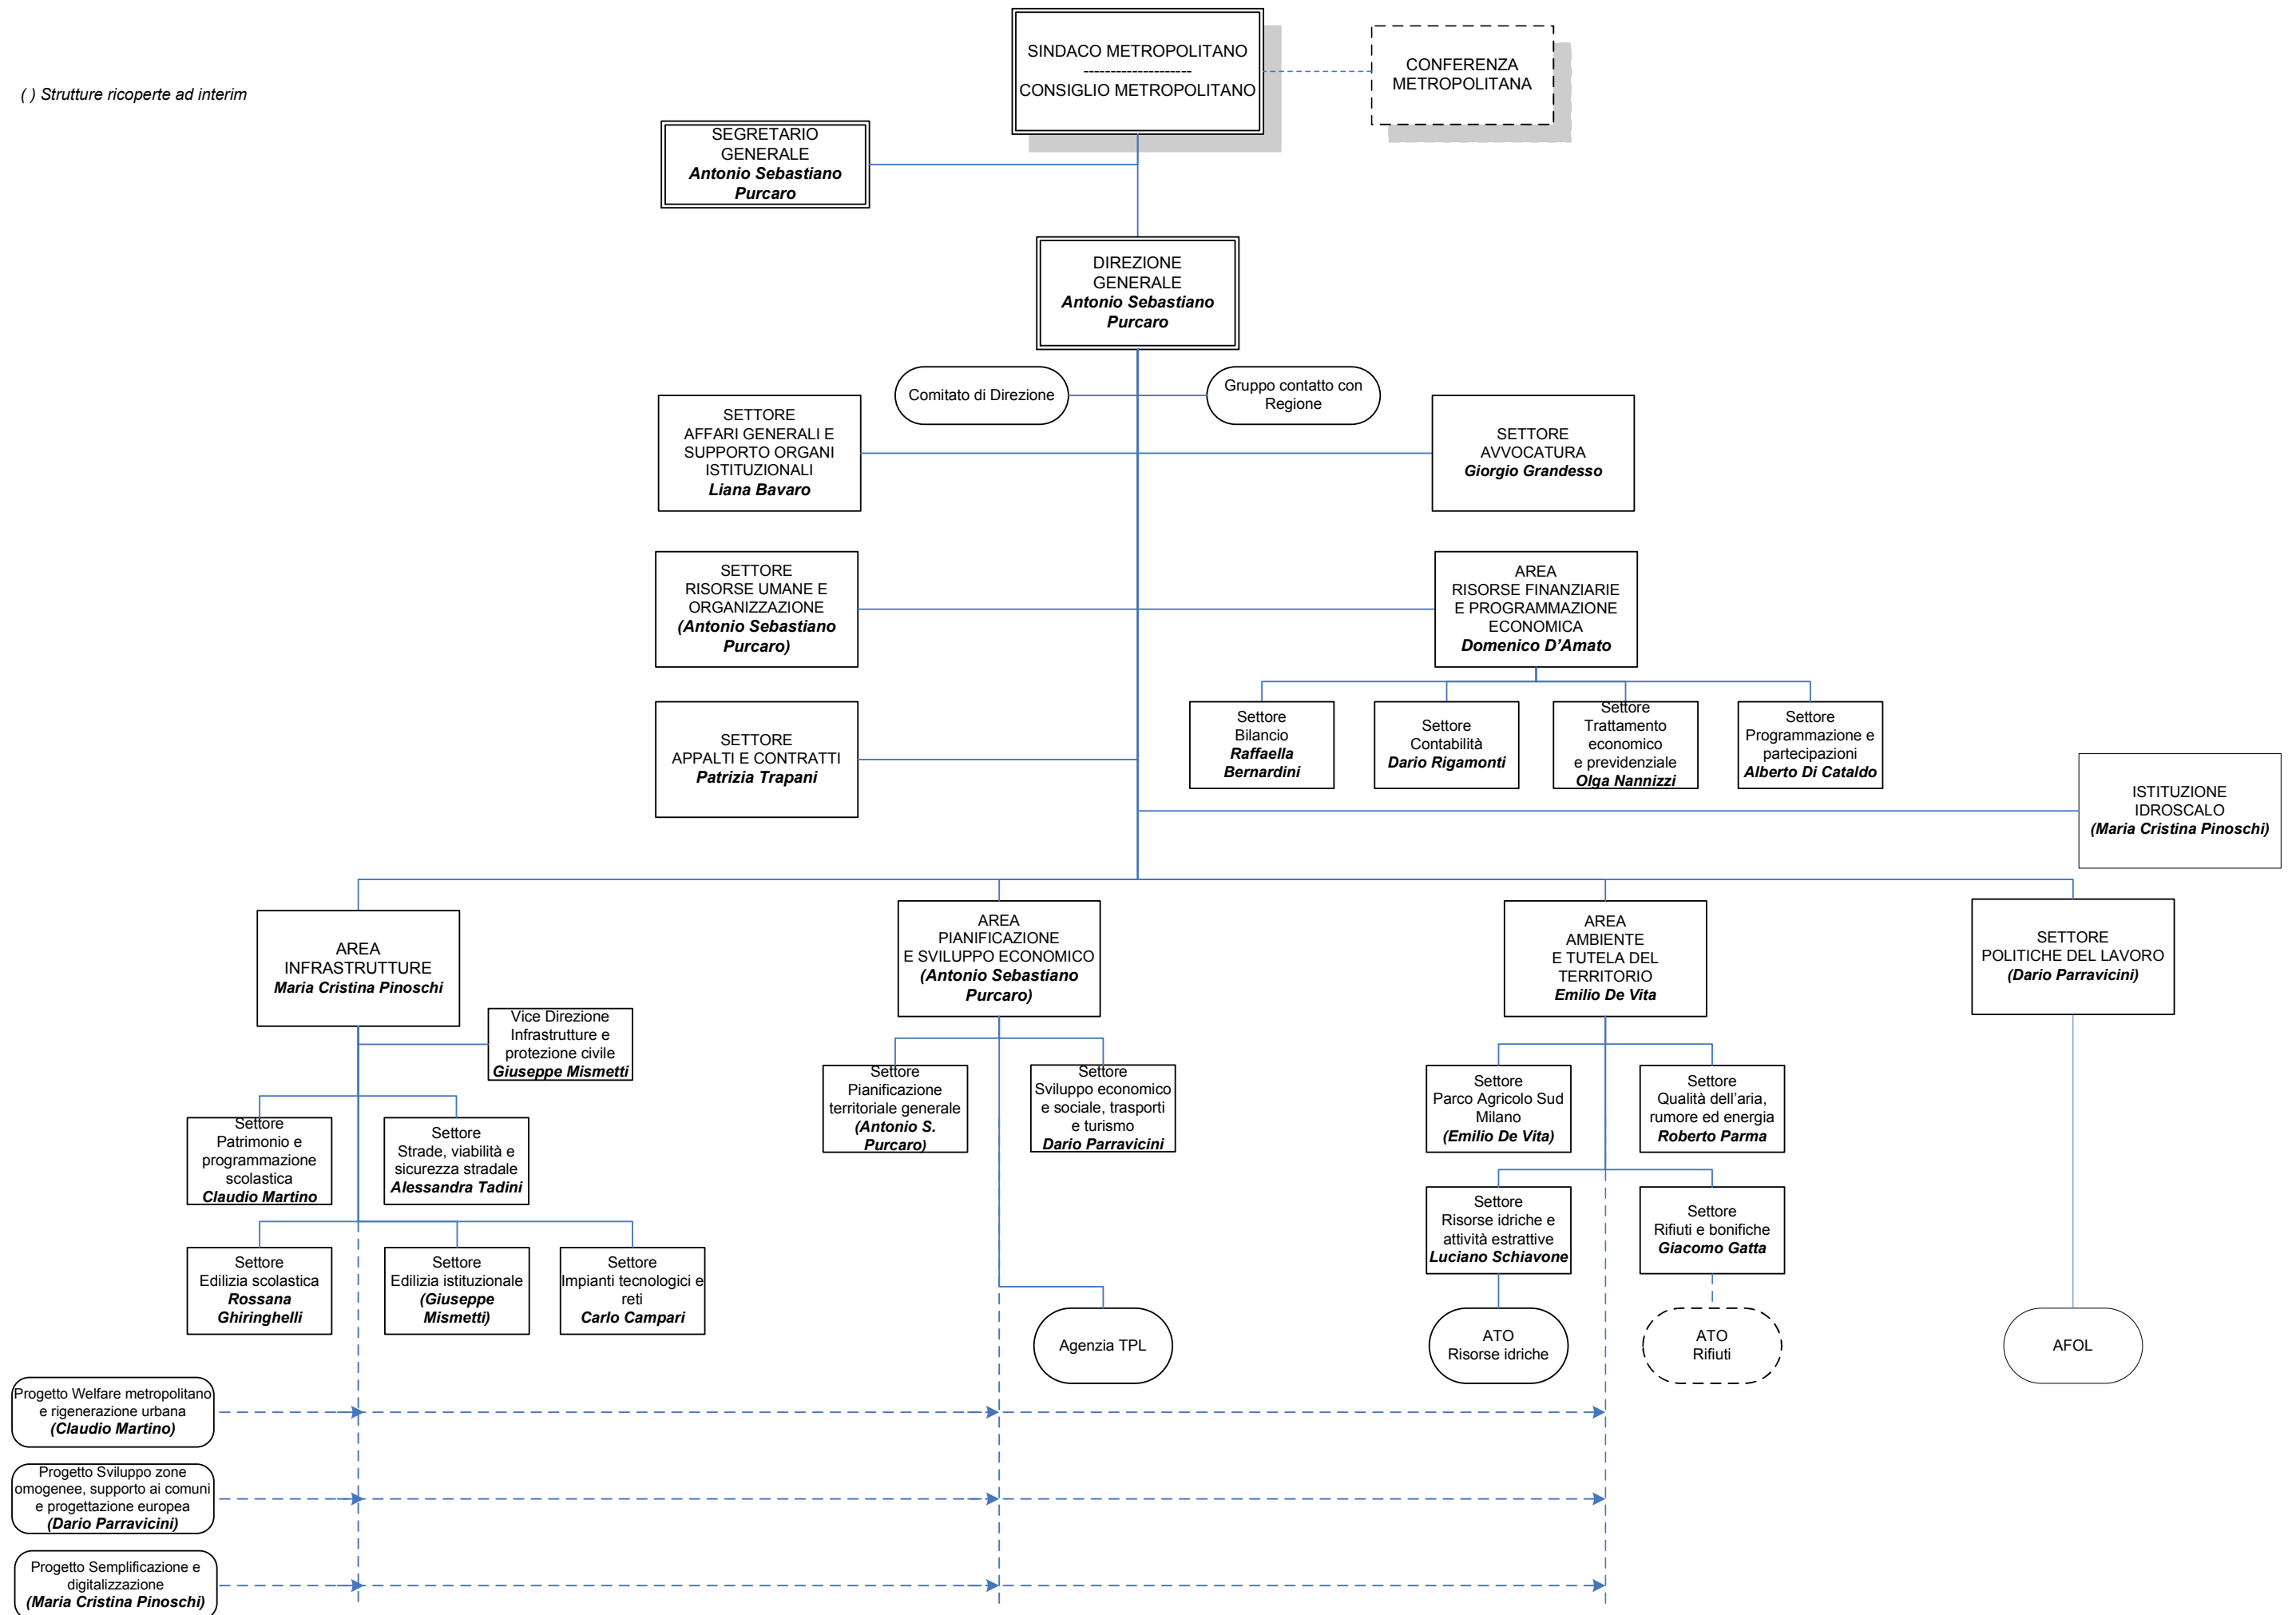 SINDACO METROPOLITANO
--------------------
CONSIGLIO METROPOLITANO
CONFERENZA
METROPOLITANA
( ) Strutture ricoperte ad interim
SEGRETARIO
GENERALE
Antonio Sebastiano
Purcaro
DIREZIONE
GENERALE
Antonio Sebastiano
Purcaro
Comitato di Direzione
Gruppo contatto con
Regione
SETTORE
AFFARI GENERALI E
SUPPORTO ORGANI
ISTITUZIONALI
Liana Bavaro
SETTORE
AVVOCATURA
Giorgio Grandesso
SETTORE
RISORSE UMANE E
ORGANIZZAZIONE
(Antonio Sebastiano
Purcaro)
AREA
RISORSE FINANZIARIE
E PROGRAMMAZIONE
ECONOMICA
Domenico D'Amato
SETTORE
APPALTI E CONTRATTI
Patrizia Trapani
Settore
Bilancio
Raffaella
Bernardini
Settore
Contabilità
Dario Rigamonti
Settore
Trattamento
economico
e previdenziale
Olga Nannizzi
Settore
Programmazione e
partecipazioni
Alberto Di Cataldo
ISTITUZIONE
IDROSCALO
(Maria Cristina Pinoschi)
AREA
INFRASTRUTTURE
Maria Cristina Pinoschi
AREA
PIANIFICAZIONE
E SVILUPPO ECONOMICO
(Antonio Sebastiano
Purcaro)
AREA
AMBIENTE
E TUTELA DEL
TERRITORIO
Emilio De Vita
SETTORE
POLITICHE DEL LAVORO
(Dario Parravicini)
Vice Direzione
Infrastrutture e
protezione civile
Giuseppe Mismetti
Settore
Patrimonio e
programmazione
scolastica
Claudio Martino
Settore
Strade, viabilità e
sicurezza stradale
Alessandra Tadini
Settore
Pianificazione
territoriale generale
(Antonio S.
Purcaro)
Settore
Sviluppo economico
e sociale, trasporti
e turismo
Dario Parravicini
Settore
Parco Agricolo Sud
Milano
(Emilio De Vita)
Settore
Qualità dell'aria,
rumore ed energia
Roberto Parma
Settore
Edilizia scolastica
Rossana
Ghiringhelli
Settore
Edilizia istituzionale
(Giuseppe
Mismetti)
Settore
Impianti tecnologici e
reti
Carlo Campari
Settore
Risorse idriche e
attività estrattive
Luciano Schiavone
Settore
Rifiuti e bonifiche
Giacomo Gatta
Agenzia TPL
ATO
Risorse idriche
ATO
Rifiuti
AFOL
Progetto Welfare metropolitano
e rigenerazione urbana
(Claudio Martino)
Progetto Sviluppo zone
omogenee, supporto ai comuni
e progettazione europea
(Dario Parravicini)
Progetto Semplificazione e
digitalizzazione
(Maria Cristina Pinoschi)